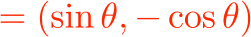 = (sin θ, − cos θ)